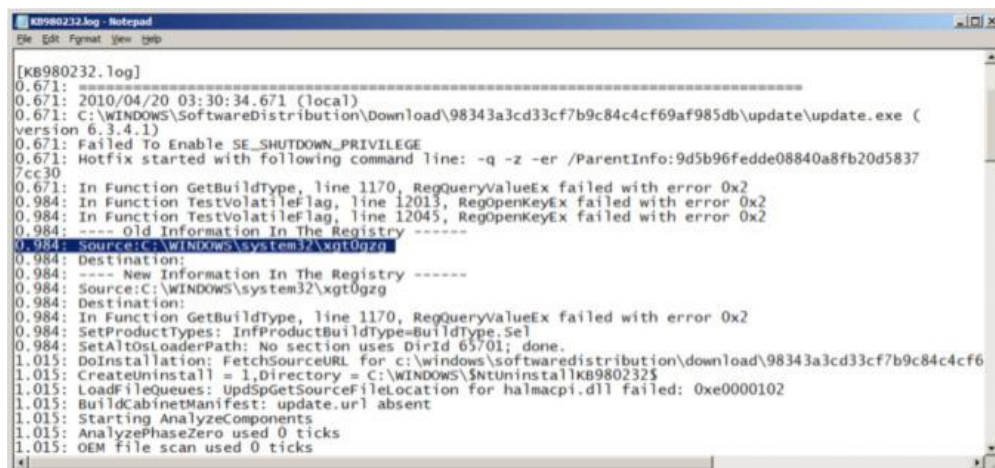 KB980232.log - Notepad
File Edit Format View Help
[KB980232.log]
0.671: ================================================================================
0.671: 2010/04/20 03:30:34.671 (local)
0.671: C:\WINDOWS\SoftwareDistribution\Download\98343a3cd33cf7b9c84c4cf69af985db\update\update.exe (
version 6.3.4.1)
0.671: Failed To Enable SE_SHUTDOWN_PRIVILEGE
0.671: Hotfix started with following command line: -q -z -er /ParentInfo:9d5b96fedde08840a8fb20d5837
7cc30
0.671: In Function GetBuildType, line 1170, RegQueryValueEx failed with error 0x2
0.984: In Function TestVolatileFlag, line 12013, RegOpenKeyEx failed with error 0x2
0.984: In Function TestVolatileFlag, line 12045, RegOpenKeyEx failed with error 0x2
0.984: ---- Old Information In The Registry ------
0.984: Source:C:\WINDOWS\system32\xgt0gzg
0.984: Destination:
0.984: ---- New Information In The Registry ------
0.984: Source:C:\WINDOWS\system32\xgt0gzg
0.984: Destination:
0.984: In Function GetBuildType, line 1170, RegQueryValueEx failed with error 0x2
0.984: SetProductTypes: InfProductBuildType=BuildType.Sel
0.984: SetAltOsLoaderPath: No section uses DirId 65701; done.
1.015: DoInstallation: FetchSourceURL for c:\windows\softwaredistribution\download\98343a3cd33cf7b9c84c4cf6
1.015: CreateUninstall = 1,Directory = C:\WINDOWS\$NtUninstallKB980232$
1.015: LoadFileQueues: UpdSpGetSourceFileLocation for halmacpi.dll failed: 0xe0000102
1.015: BuildCabinetManifest: update.url absent
1.015: Starting AnalyzeComponents
1.015: AnalyzePhaseZero used 0 ticks
1.015: OEM file scan used 0 ticks